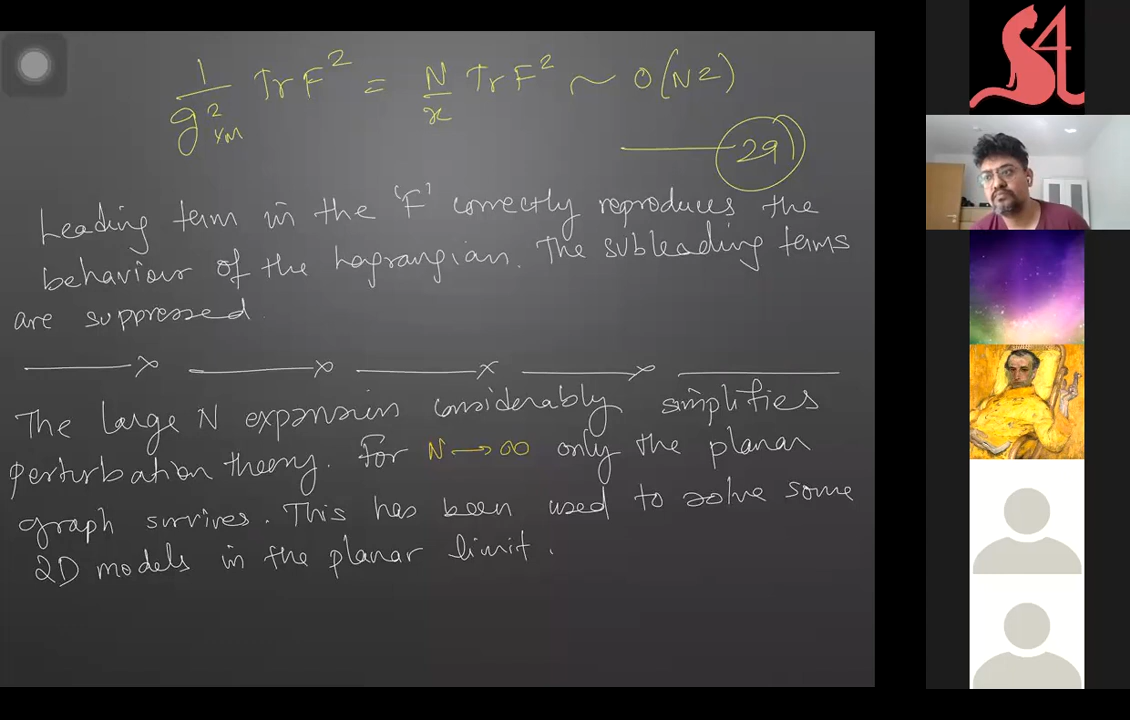 1/g²_YM Tr F² = N/x Tr F² ~ O(N2)
29
Leading term in the 'F' correctly reproduces the
behaviour of the Lagrangian. The subleading terms
are suppressed
The large N expansion considerably simplifies
perturbation theory. For N → ∞ only the planar
graph survives. This has been used to solve some
2D models in the planar limit.
S4